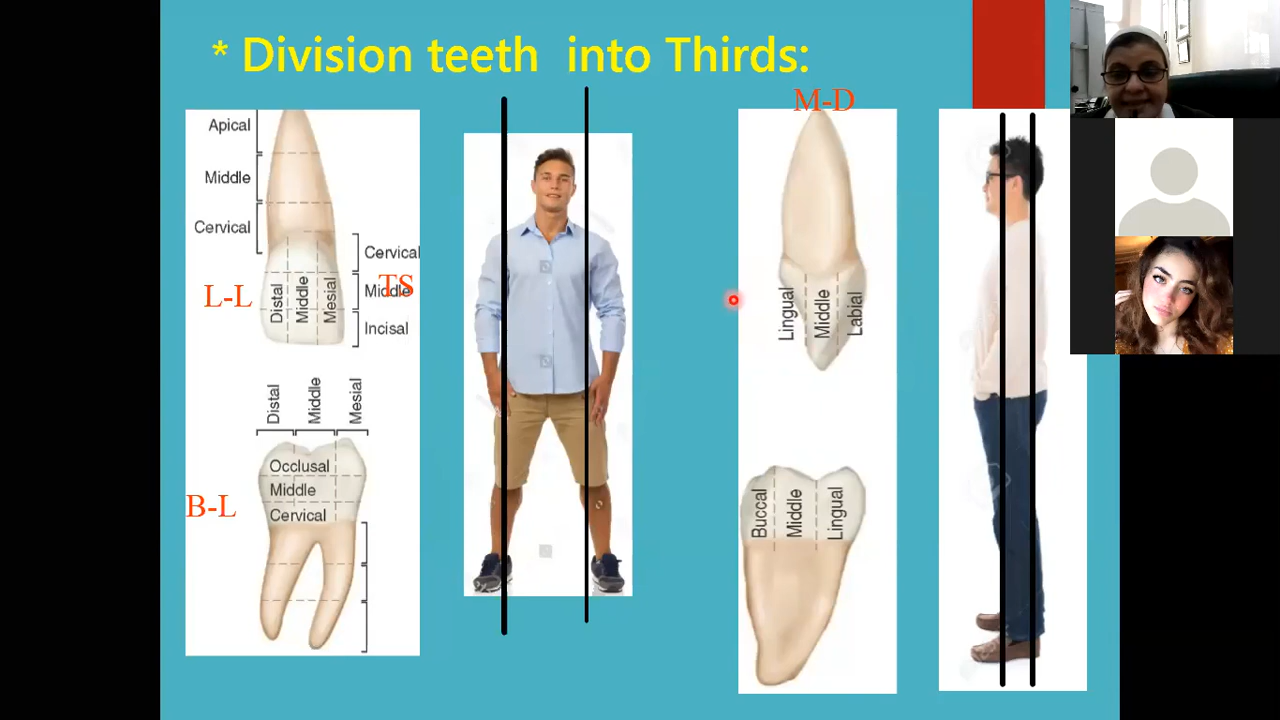 * Division teeth into Thirds:
M-D
Apical
Middle
Cervical
Cervical
Middle
TS
Incisal
L-L
Distal
Middle
Mesial
Lingual
Middle
Labial
Distal
Middle
Mesial
Occlusal
Middle
Cervical
B-L
Buccal
Middle
Lingual